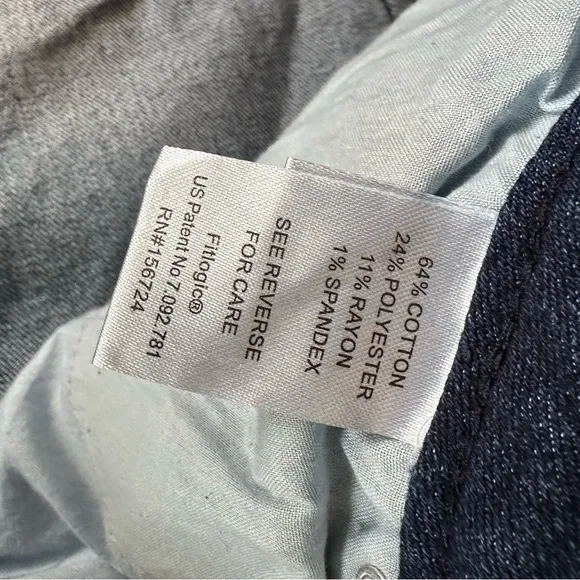 64% COTTON
24% POLYESTER
11% RAYON
1% SPANDEX
SEE REVERSE
FOR CARE
Fitlogic®
US Patent No 7,092,781
RN#156724